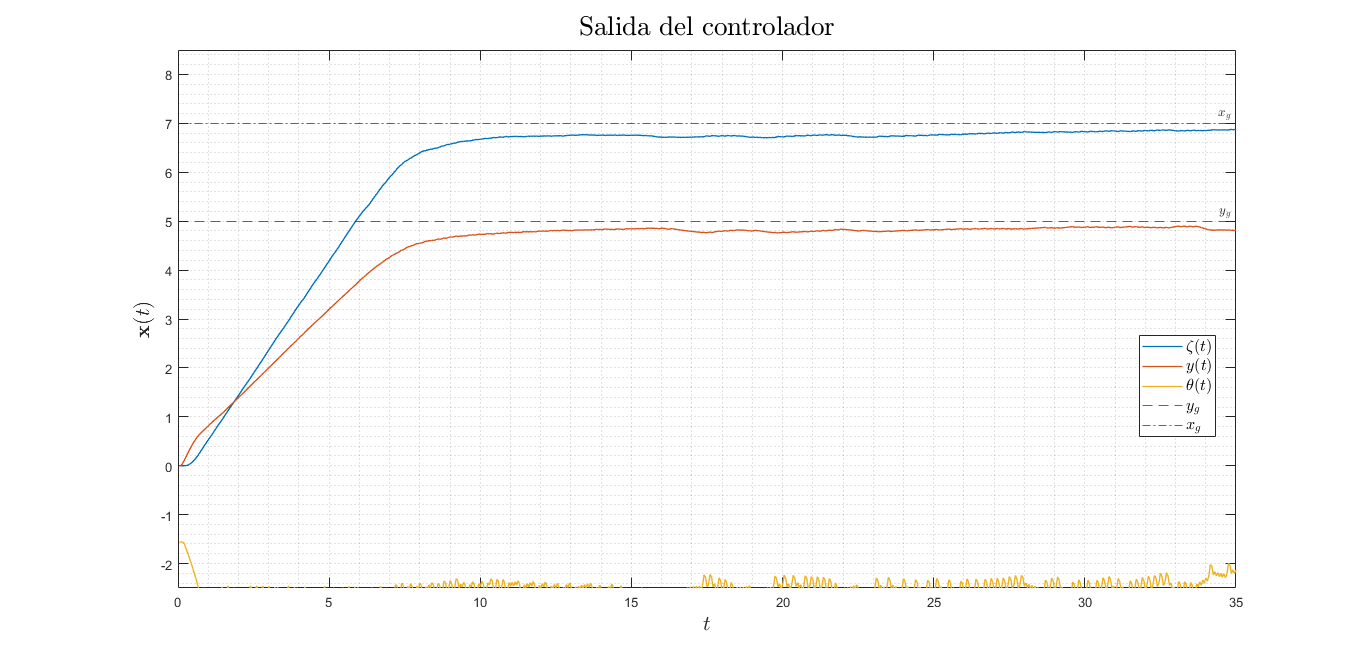 Salida del controlador
8
7
6
5
4
3
2
1
0
-1
-2
x(t)
x_g
y_g
ζ(t)
y(t)
θ(t)
y_g
x_g
0 5 10 15 20 25 30 35
t